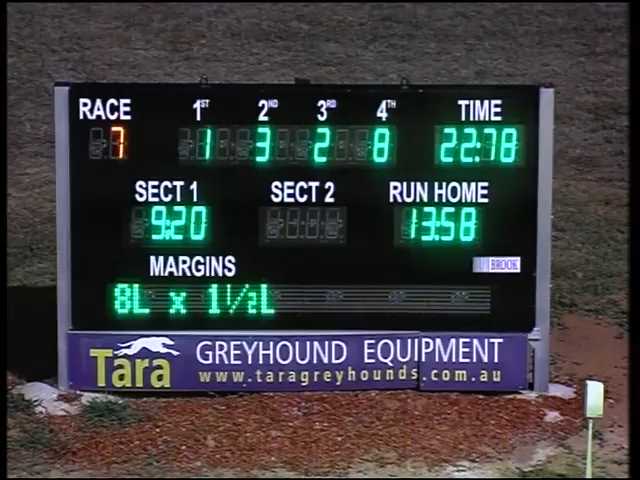 RACE 1ST 2ND 3RD 4TH TIME
7 1 3 2 8 22.78
SECT 1 SECT 2 RUN HOME
9:20 13:58
BROOK
MARGINS
8L x 1½L
Tara GREYHOUND EQUIPMENT
www.taragreyhounds.com.au